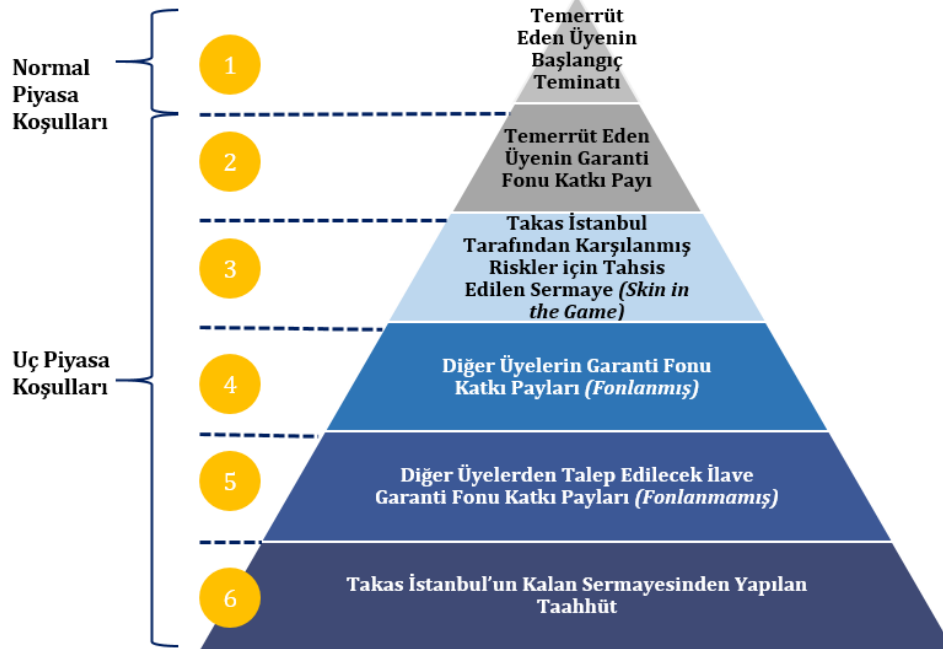 Normal
Piyasa
Koşulları
Uç Piyasa
Koşulları
1
Temerrüt
Eden Üyenin
Başlangıç
Teminatı
2
Temerrüt Eden
Üyenin Garanti
Fonu Katkı Payı
3
Takas İstanbul
Tarafından Karşılanmış
Riskler için Tahsis
Edilen Sermaye (Skin in
the Game)
4
Diğer Üyelerin Garanti Fonu
Katkı Payları (Fonlanmış)
5
Diğer Üyelerden Talep Edilecek İlave
Garanti Fonu Katkı Payları (Fonlanmamış)
6
Takas İstanbul'un Kalan Sermayesinden Yapılan
Taahhüt